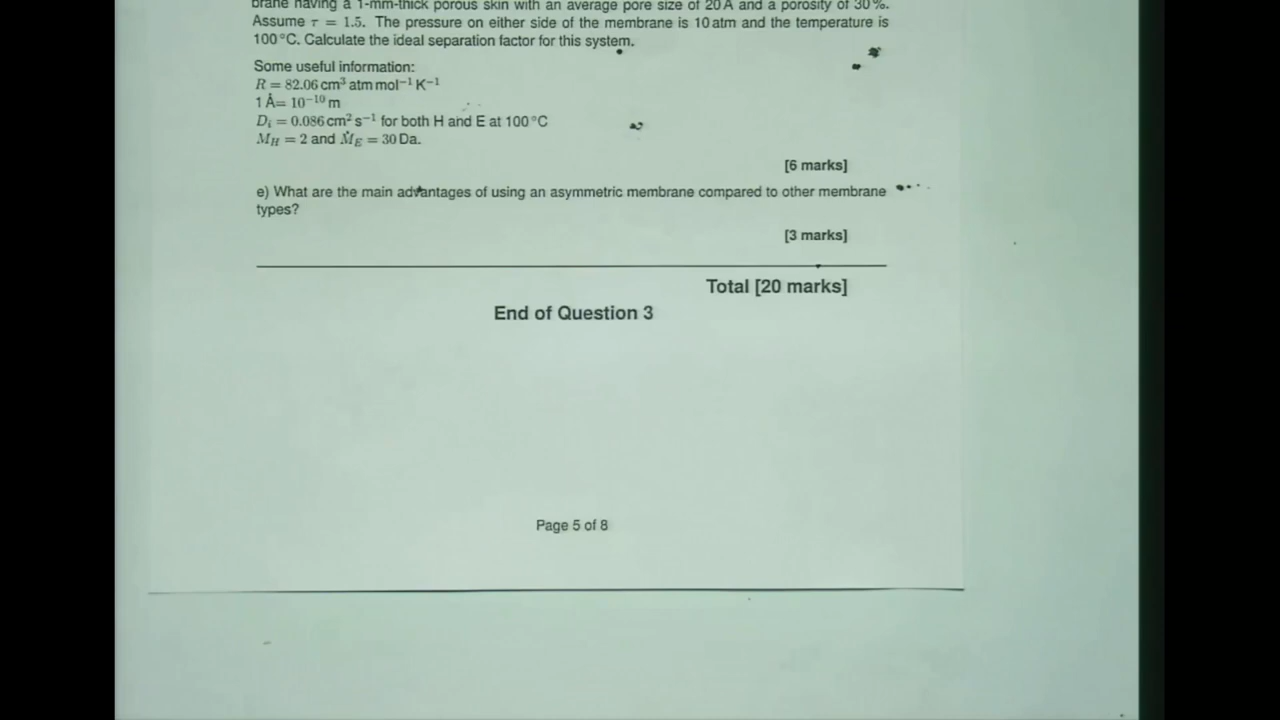 brane having a 1-mm-thick porous skin with an average pore size of 20 Å and a porosity of 30 %.
Assume τ = 1.5. The pressure on either side of the membrane is 10 atm and the temperature is
100 °C. Calculate the ideal separation factor for this system.
Some useful information:
R = 82.06 cm³ atm mol⁻¹ K⁻¹
1 Å= 10⁻¹⁰ m
Dᵢ = 0.086 cm² s⁻¹ for both H and E at 100 °C
M_H = 2 and M_E = 30 Da.
[6 marks]
e) What are the main advantages of using an asymmetric membrane compared to other membrane
types?
[3 marks]
Total [20 marks]
End of Question 3
Page 5 of 8